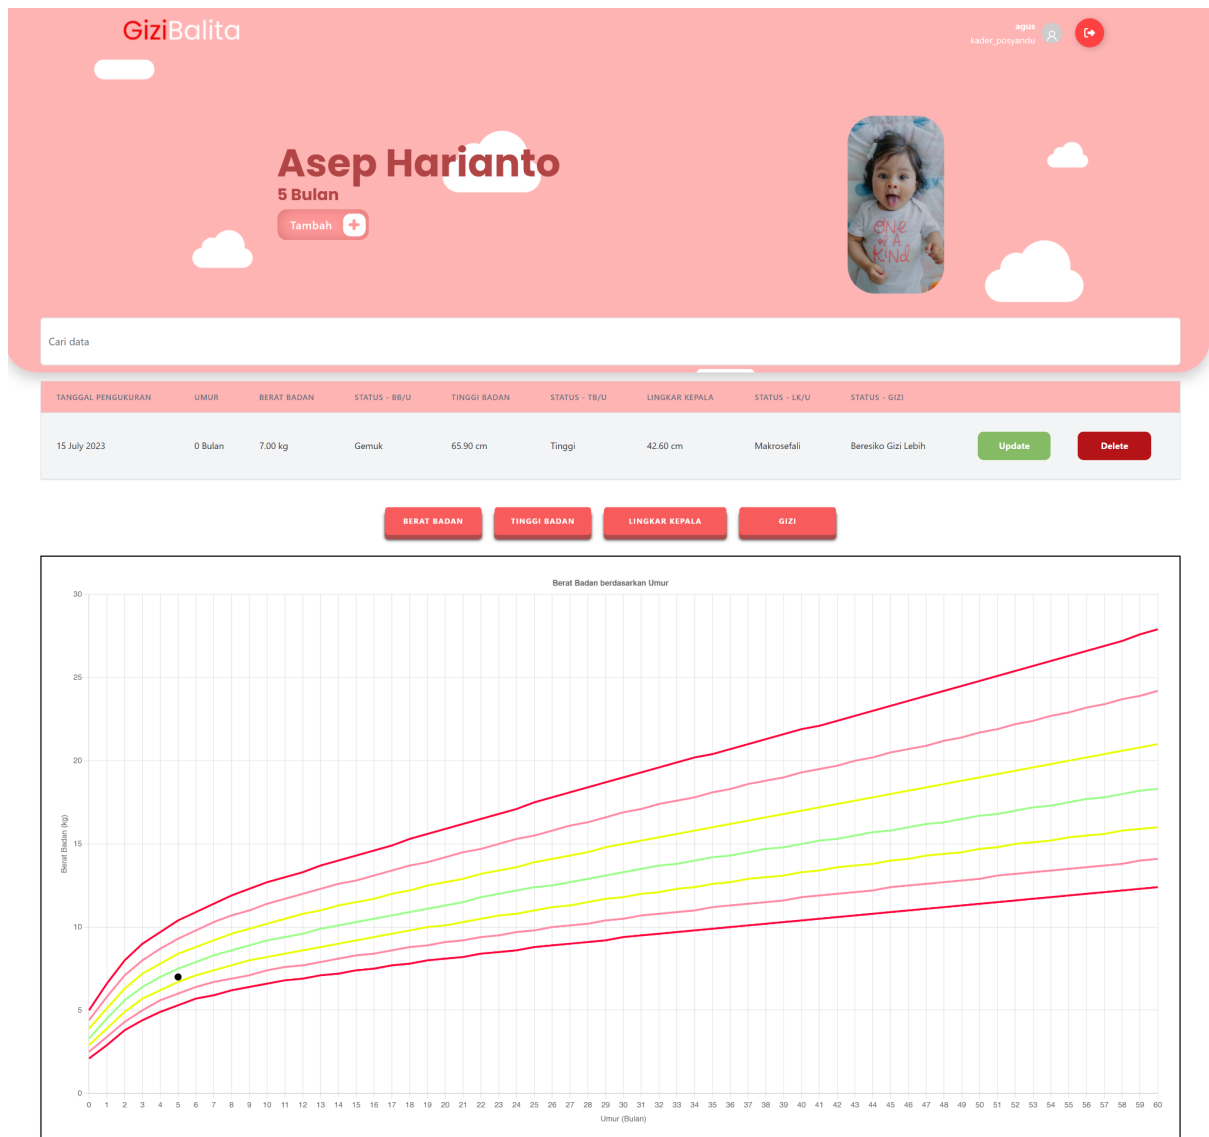 GiziBalita
agus
kader_posyandu
Asep Harianto
5 Bulan
Tambah
ONE
of A
KiNd
Cari data
TANGGAL PENGUKURAN UMUR BERAT BADAN STATUS - BB/U TINGGI BADAN STATUS - TB/U LINGKAR KEPALA STATUS - LK/U STATUS - GIZI
15 July 2023 0 Bulan 7.00 kg Gemuk 65.90 cm Tinggi 42.60 cm Makrosefali Beresiko Gizi Lebih Update Delete
BERAT BADAN TINGGI BADAN LINGKAR KEPALA GIZI
Berat Badan berdasarkan Umur
30
25
20
15
10
5
0
Berat Badan (kg)
0 1 2 3 4 5 6 7 8 9 10 11 12 13 14 15 16 17 18 19 20 21 22 23 24 25 26 27 28 29 30 31 32 33 34 35 36 37 38 39 40 41 42 43 44 45 46 47 48 49 50 51 52 53 54 55 56 57 58 59 60
Umur (Bulan)